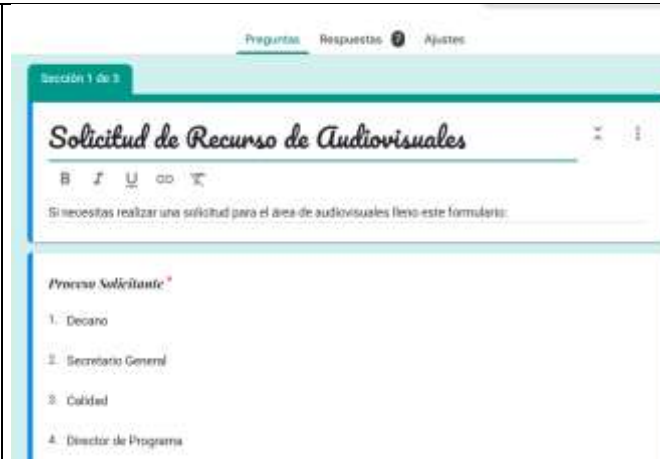 Preguntas Respuestas 7 Ajustes
Sección 1 de 3
Solicitud de Recurso de Audiovisuales
B I U
Si necesitas realizar una solicitud para el área de audiovisuales lleno este formulario:
Proceso Solicitante *
1. Decano
2. Secretario General
3. Calidad
4. Director de Programa